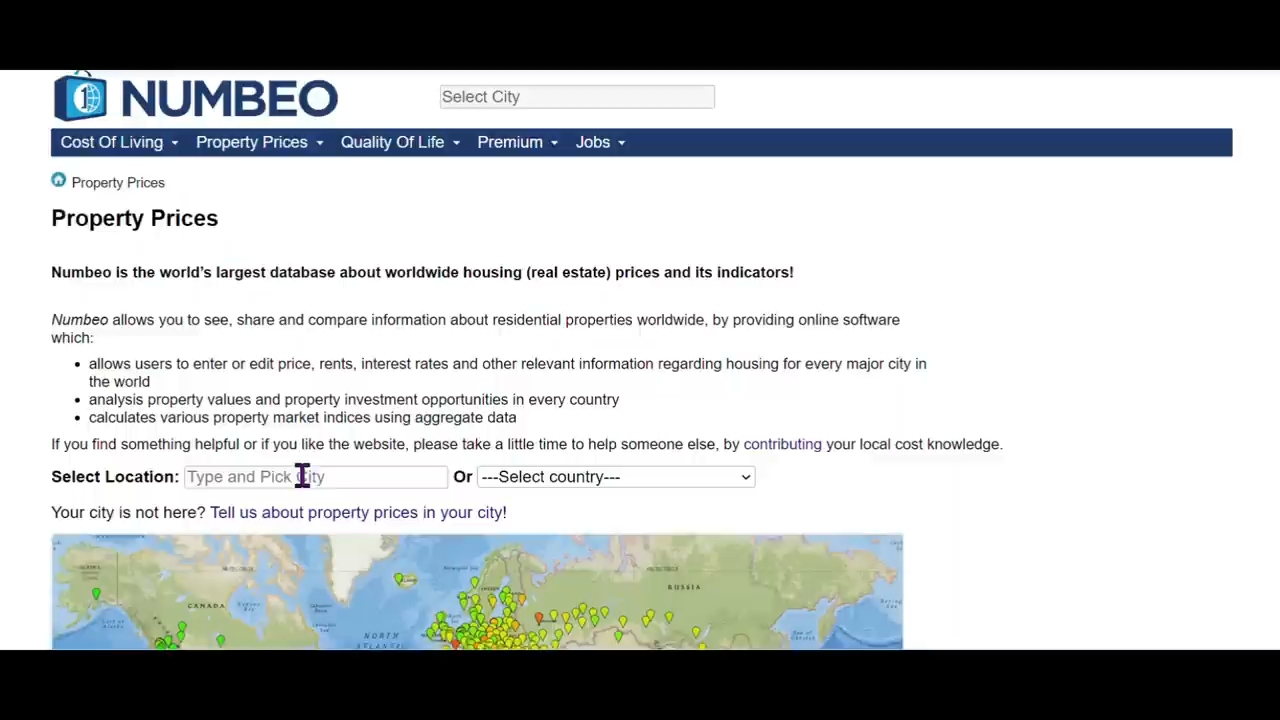 NUMBEO
Select City
Cost Of Living Property Prices Quality Of Life Premium Jobs
Property Prices
Property Prices
Numbeo is the world's largest database about worldwide housing (real estate) prices and its indicators!
Numbeo allows you to see, share and compare information about residential properties worldwide, by providing online software
which:
• allows users to enter or edit price, rents, interest rates and other relevant information regarding housing for every major city in
the world
• analysis property values and property investment opportunities in every country
• calculates various property market indices using aggregate data
If you find something helpful or if you like the website, please take a little time to help someone else, by contributing your local cost knowledge.
Select Location: Type and Pick City Or ---Select country---
Your city is not here? Tell us about property prices in your city!
RUSSIA
CANADA
NORTH